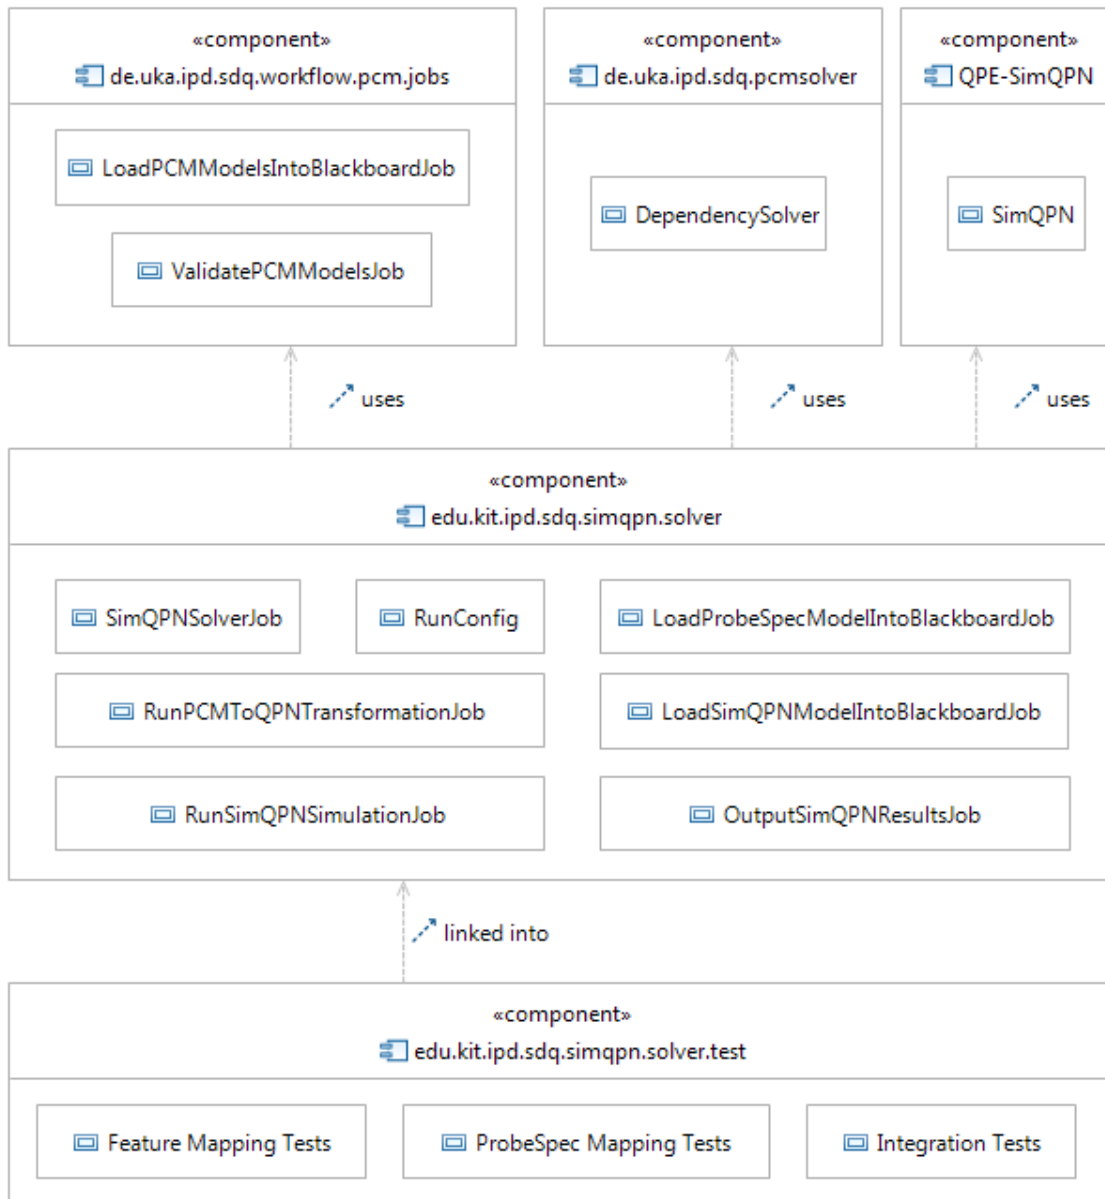 «component»
de.uka.ipd.sdq.workflow.pcm.jobs
LoadPCMModelsIntoBlackboardJob
ValidatePCMModelsJob
«component»
de.uka.ipd.sdq.pcmsolver
DependencySolver
«component»
QPE-SimQPN
SimQPN
uses
uses
uses
«component»
edu.kit.ipd.sdq.simqpn.solver
SimQPNSolverJob
RunConfig
LoadProbeSpecModelIntoBlackboardJob
RunPCMToQPNTransformationJob
LoadSimQPNModelIntoBlackboardJob
RunSimQPNSimulationJob
OutputSimQPNResultsJob
linked into
«component»
edu.kit.ipd.sdq.simqpn.solver.test
Feature Mapping Tests
ProbeSpec Mapping Tests
Integration Tests